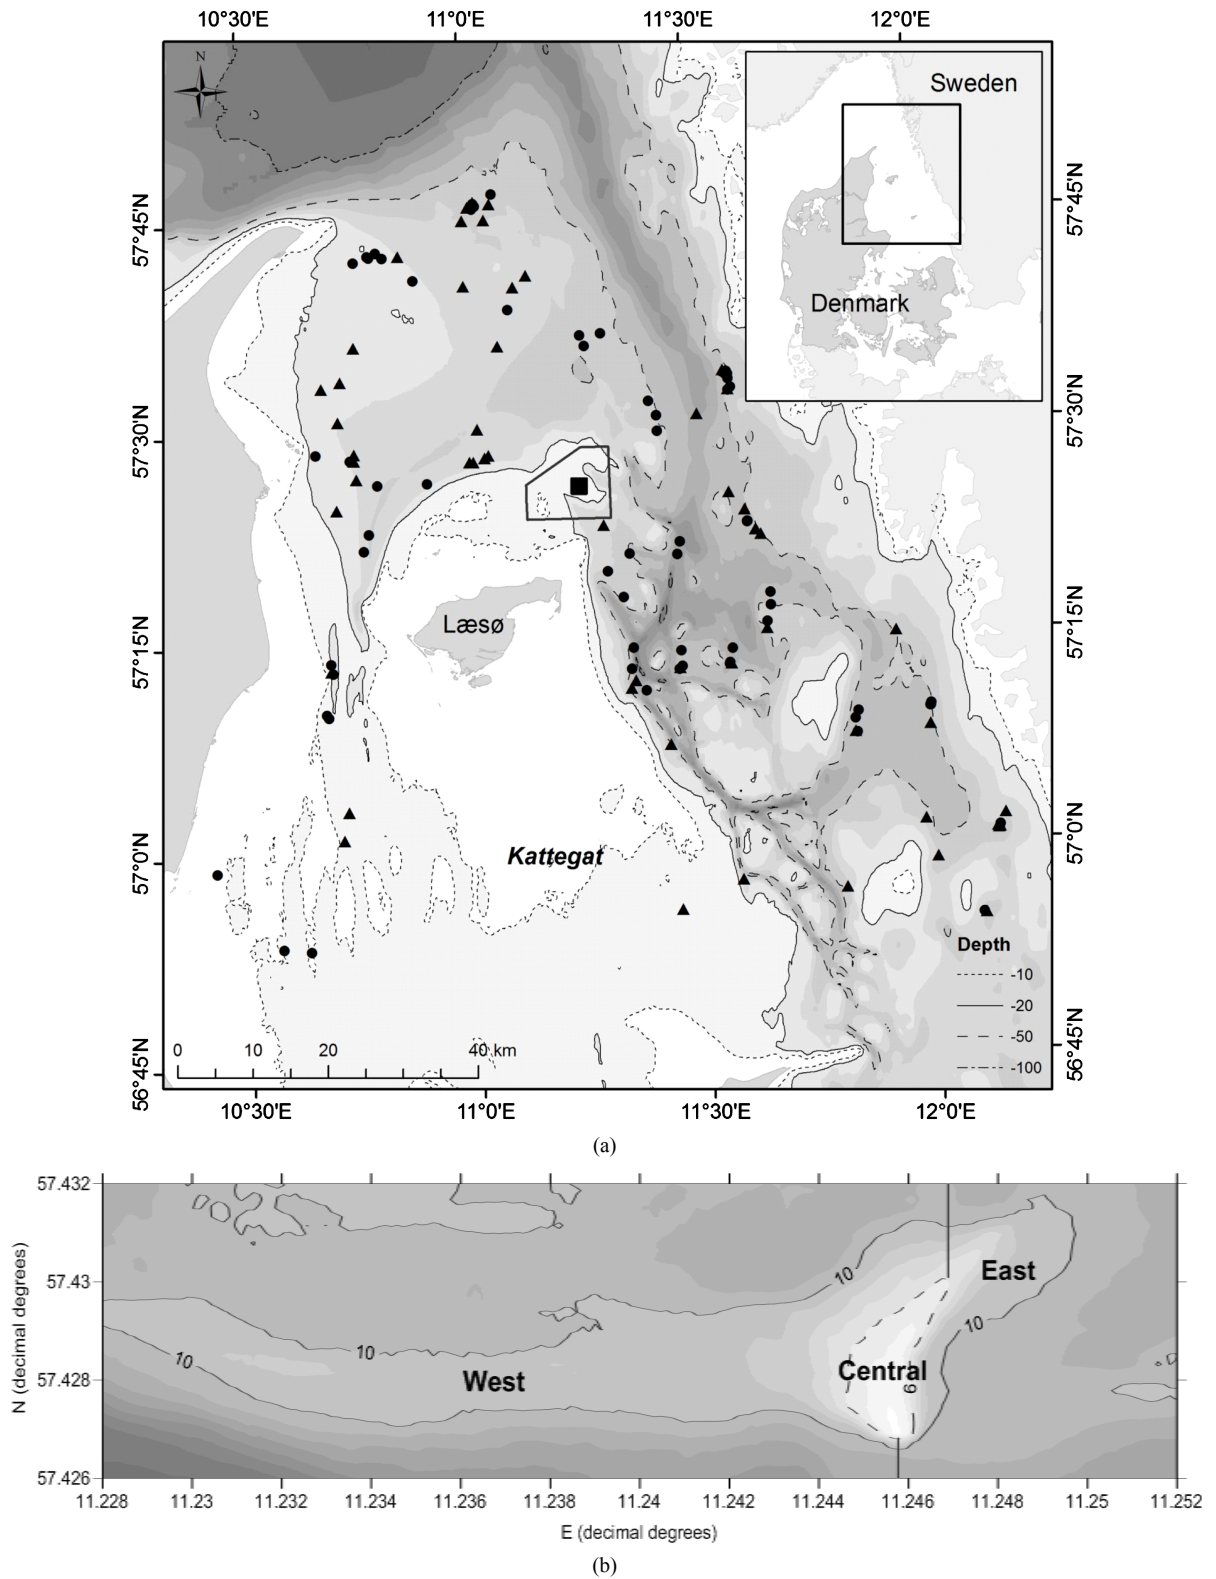 10°30'E 11°0'E 11°30'E 12°0'E
N
Sweden
Denmark
57°45'N 57°45'N
57°30'N 57°30'N
Læsø
57°15'N 57°15'N
57°0'N 57°0'N
Kattegat
Depth
-10
-20
-50
-100
0 10 20 40 km
56°45'N 56°45'N
10°30'E 11°0'E 11°30'E 12°0'E
(a)
57.432
57.43
57.428
57.426
N (decimal degrees)
10
East
10
10
10
West
Central
6
11.228 11.23 11.232 11.234 11.236 11.238 11.24 11.242 11.244 11.246 11.248 11.25 11.252
E (decimal degrees)
(b)